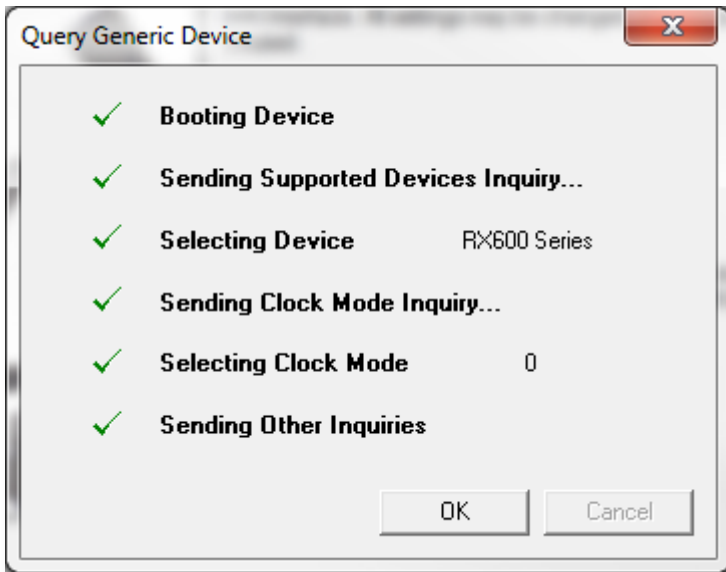 Query Generic Device
Booting Device
Sending Supported Devices Inquiry...
Selecting Device RX600 Series
Sending Clock Mode Inquiry...
Selecting Clock Mode 0
Sending Other Inquiries
OK Cancel